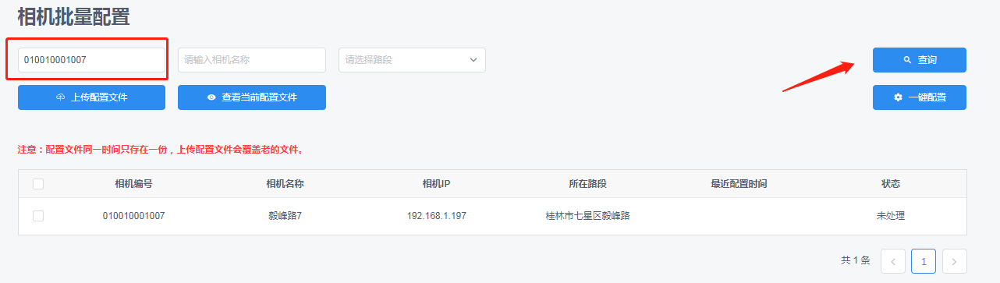 相机批量配置
010010001007 请输入相机名称 请选择路段 查询
上传配置文件 查看当前配置文件 一键配置
注意：配置文件同一时间只存在一份，上传配置文件会覆盖老的文件。
相机编号 相机名称 相机IP 所在路段 最近配置时间 状态
010010001007 毅峰路7 192.168.1.197 桂林市七星区毅峰路 未处理
共 1 条 1